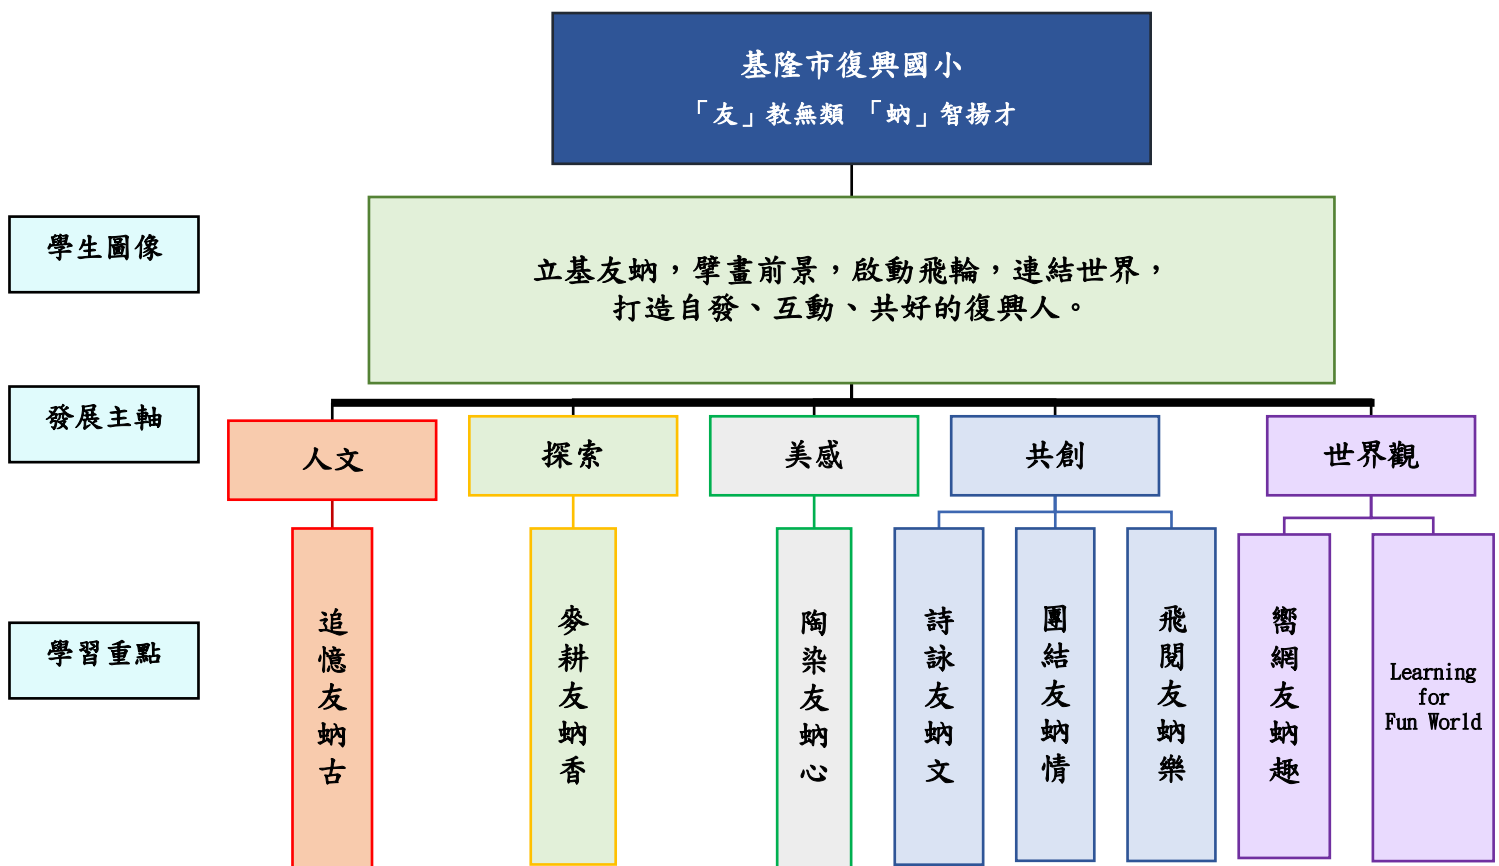 基隆市復興國小
「友」教無類 「蚋」智揚才
學生圖像
立基友蚋，擘畫前景，啟動飛輪，連結世界，
打造自發、互動、共好的復興人。
發展主軸
人文
探索
美感
共創
世界觀
學習重點
追憶友蚋古
麥耕友蚋香
陶染友蚋心
詩詠友蚋文
團結友蚋情
飛閱友蚋樂
嚮網友蚋趣
Learning
for
Fun World